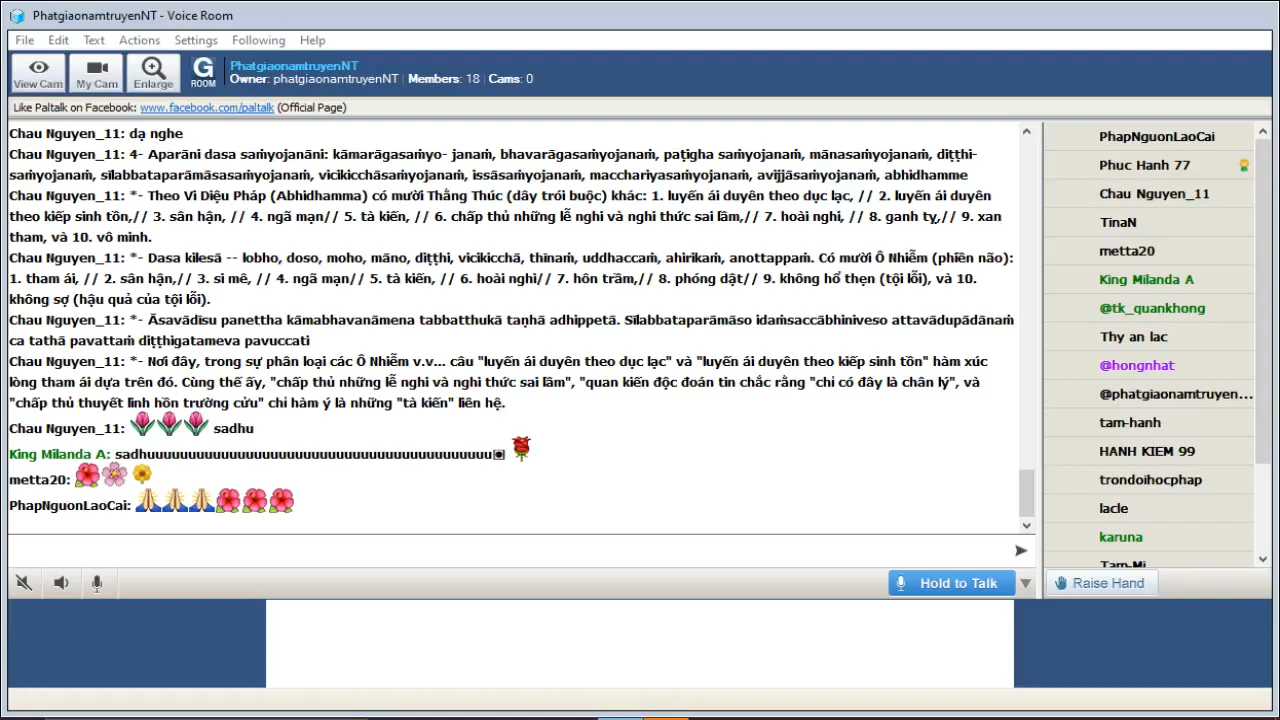 PhatgiaonamtruyenNT - Voice Room
File Edit Text Actions Settings Following Help
View Cam My Cam Enlarge G ROOM PhatgiaonamtruyenNT
Owner: phatgiaonamtruyenNT Members: 18 Cams: 0
Like Paltalk on Facebook: www.facebook.com/paltalk (Official Page)
Chau Nguyen_11: dạ nghe
Chau Nguyen_11: 4- Aparāni dasa saṁyojanāni: kāmarāgasaṁyo- janaṁ, bhavarāgasaṁyojanaṁ, paṭigha saṁyojanaṁ, mānasaṁyojanaṁ, diṭṭhi-
saṁyojanaṁ, sīlabbataparāmāsasaṁyojanaṁ, vicikicchāsaṁyojanaṁ, issāsaṁyojanaṁ, macchariyasaṁyojanaṁ, avijjāsaṁyojanaṁ, abhidhamme
Chau Nguyen_11: *- Theo Vi Diệu Pháp (Abhidhamma) có mười Thằng Thúc (dây trói buộc) khác: 1. luyến ái duyên theo dục lạc, // 2. luyến ái duyên
theo kiếp sinh tồn,// 3. sân hận, // 4. ngã mạn// 5. tà kiến, // 6. chấp thủ những lễ nghi và nghi thức sai lầm,// 7. hoài nghi, // 8. ganh tỵ,// 9. xan
tham, và 10. vô minh.
Chau Nguyen_11: *- Dasa kilesā -- lobho, doso, moho, māno, diṭṭhi, vicikicchā, thinaṁ, uddhaccaṁ, ahirikaṁ, anottappaṁ. Có mười Ô Nhiễm (phiền não):
1. tham ái, // 2. sân hận,// 3. si mê, // 4. ngã mạn// 5. tà kiến, // 6. hoài nghi// 7. hôn trầm,// 8. phóng dật// 9. không hổ thẹn (tội lỗi), và 10.
không sợ (hậu quả của tội lỗi).
Chau Nguyen_11: *- Āsavādīsu panettha kāmabhavanāmena tabbatthukā taṇhā adhippetā. Sīlabbataparāmāso idaṁsaccābhiniveso attavādupādānaṁ
ca tathā pavattaṁ diṭṭhigatameva pavuccati
Chau Nguyen_11: *- Nơi đây, trong sự phân loại các Ô Nhiễm v.v... câu "luyến ái duyên theo dục lạc" và "luyến ái duyên theo kiếp sinh tồn" hàm xúc
lòng tham ái dựa trên đó. Cùng thế ấy, "chấp thủ những lễ nghi và nghi thức sai lầm", "quan kiến độc đoán tin chắc rằng "chỉ có đây là chân lý", và
"chấp thủ thuyết linh hồn trường cửu" chỉ hàm ý là những "tà kiến" liên hệ.
Chau Nguyen_11: sadhu
King Milanda A: sadhuuuuuuuuuuuuuuuuuuuuuuuuuuuuuuuuuuuuuuuuu
metta20:
PhapNguonLaoCai:
Hold to Talk
PhapNguonLaoCai
Phuc Hanh 77
Chau Nguyen_11
TinaN
metta20
King Milanda A
@tk_quankhong
Thy an lac
@hongnhat
@phatgiaonamtruyen...
tam-hanh
HANH KIEM 99
trondoihocphap
lacle
karuna
Tam-Mi
Raise Hand